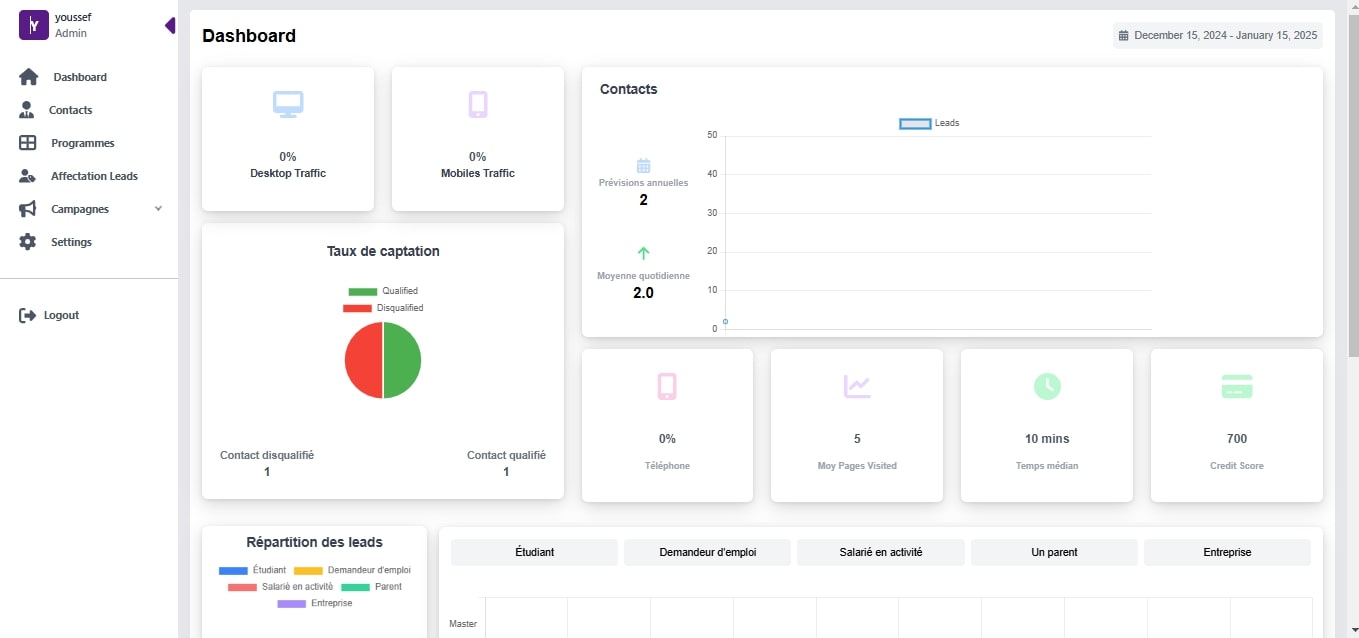 Y
youssef
Admin
Dashboard
Contacts
Programmes
Affectation Leads
Campagnes
Settings
Logout
Dashboard
December 15, 2024 - January 15, 2025
0%
Desktop Traffic
0%
Mobiles Traffic
Contacts
Leads
50
40
30
20
10
0
Prévisions annuelles
2
Moyenne quotidienne
2.0
Taux de captation
Qualified
Disqualified
Contact disqualifié
1
Contact qualifié
1
0%
Téléphone
5
Moy Pages Visited
10 mins
Temps médian
700
Credit Score
Répartition des leads
Étudiant Demandeur d'emploi
Salarié en activité Parent
Entreprise
Étudiant
Demandeur d'emploi
Salarié en activité
Un parent
Entreprise
Master